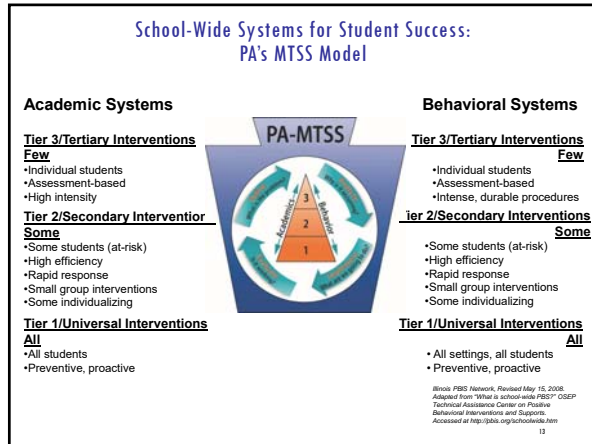 School-Wide Systems for Student Success:
PA's MTSS Model
Academic Systems
Tier 3/Tertiary Interventions
Few
•Individual students
•Assessment-based
•High intensity
Tier 2/Secondary Intervention
Some
•Some students (at-risk)
•High efficiency
•Rapid response
•Small group interventions
•Some individualizing
Tier 1/Universal Interventions
All
•All students
•Preventive, proactive
PA-MTSS
Academics
Behavior
3
2
1
Behavioral Systems
Tier 3/Tertiary Interventions
Few
•Individual students
•Assessment-based
•Intense, durable procedures
ier 2/Secondary Interventions
Some
•Some students (at-risk)
•High efficiency
•Rapid response
•Small group interventions
•Some individualizing
Tier 1/Universal Interventions
All
• All settings, all students
• Preventive, proactive
Illinois PBIS Network, Revised May 15, 2008.
Adapted from "What is school-wide PBS?" OSEP
Technical Assistance Center on Positive
Behavioral Interventions and Supports.
Accessed at http://pbis.org/schoolwide.htm
13